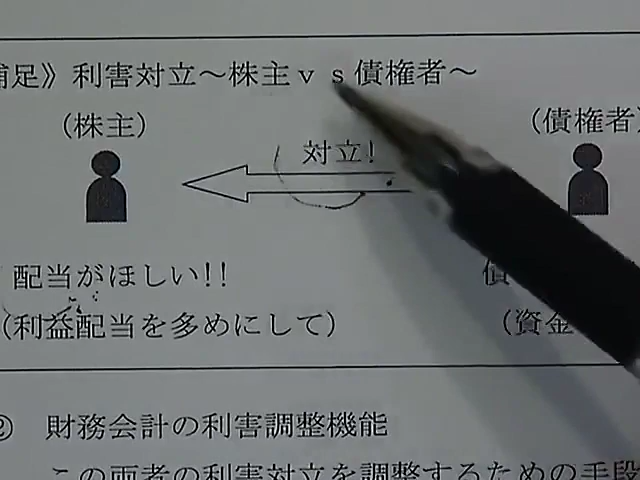 補足》利害対立～株主ｖｓ債権者～
(株主)
(債権者)
対立!
配当がほしい!!
債
(利益配当を多めにして)
(資金
② 財務会計の利害調整機能
この両者の利害対立を調整するための手段